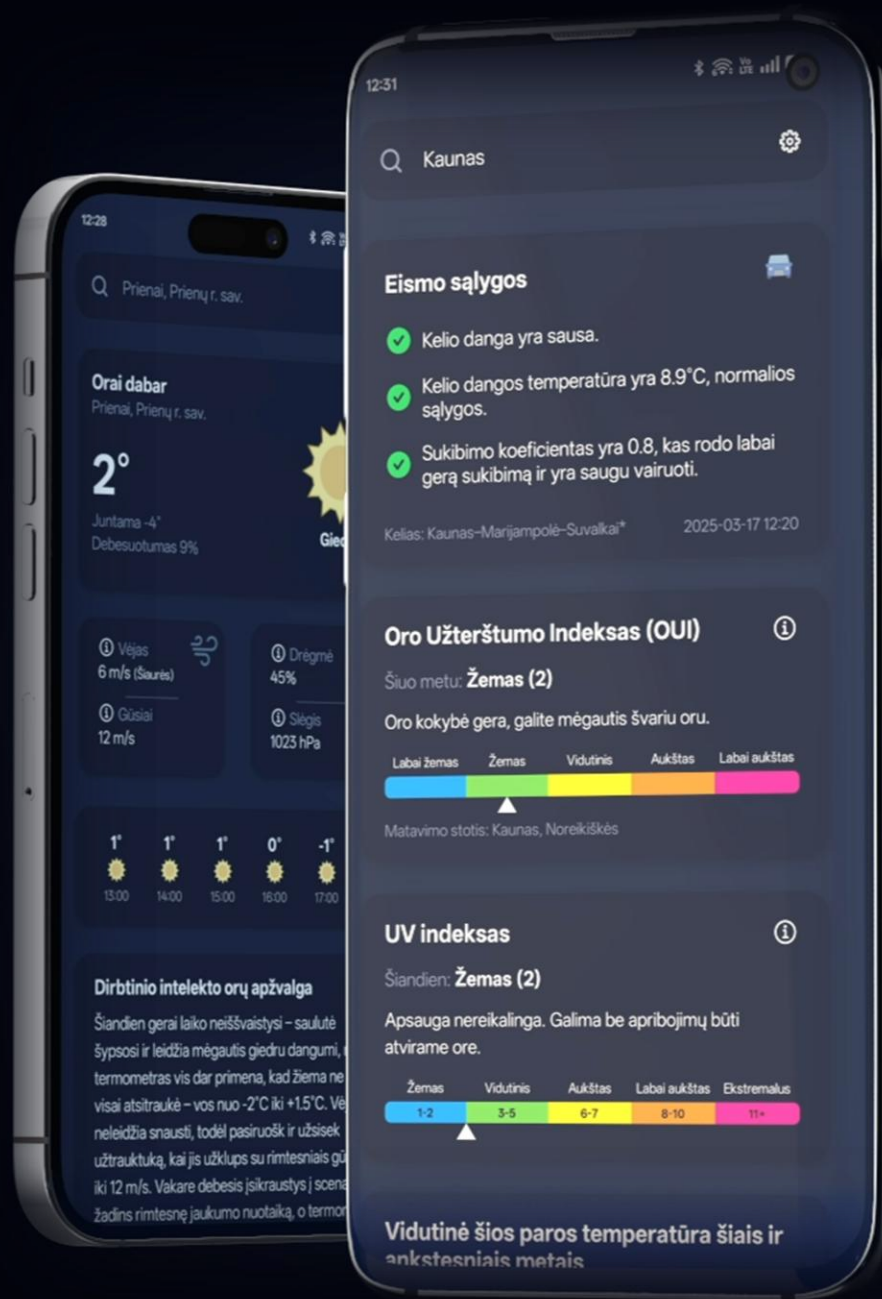 12:28
Prienai, Prienų r. sav.
Orai dabar
Prienai, Prienų r. sav.
2°
Juntama -4°
Debesuotumas 9%
Vėjas
6 m/s (Šiaurės)
Gūsiai
12 m/s
Drėgmė
45%
Slėgis
1023 hPa
1° 1° 1° 0° -1°
13:00 14:00 15:00 16:00 17:00
Dirbtinio intelekto orų apžvalga
Šiandien gerai laiko neiššvaistysi – saulutė
šypsosi ir leidžia mėgautis giedru dangumi,
termometras vis dar primena, kad žiema ne
visai atsitraukė – vos nuo -2°C iki +1.5°C.
neleidžia snausti, todėl pasiruošk ir užsisek
užtrauktuką, kai jis užklups su rimtesniais
iki 12 m/s. Vakare debesis įsikraustys į
žadins rimtesnę jaukumo nuotaiką, o
12:31
Vo
LTE
Kaunas
Eismo sąlygos
Kelio danga yra sausa.
Kelio dangos temperatūra yra 8.9°C, normalios
sąlygos.
Sukibimo koeficientas yra 0.8, kas rodo labai
gerą sukibimą ir yra saugu vairuoti.
Kelias: Kaunas–Marijampolė–Suvalkai* 2025-03-17 12:20
Oro Užterštumo Indeksas (OUI)
Šiuo metu: Žemas (2)
Oro kokybė gera, galite mėgautis švariu oru.
Labai žemas Žemas Vidutinis Aukštas Labai aukštas
Matavimo stotis: Kaunas, Noreikiškės
UV indeksas
Šiandien: Žemas (2)
Apsauga nereikalinga. Galima be apribojimų būti
atvirame ore.
Žemas Vidutinis Aukštas Labai aukštas Ekstremalus
1-2 3-5 6-7 8-10 11+
Vidutinė šios paros temperatūra šiais ir
ankstesniais metais